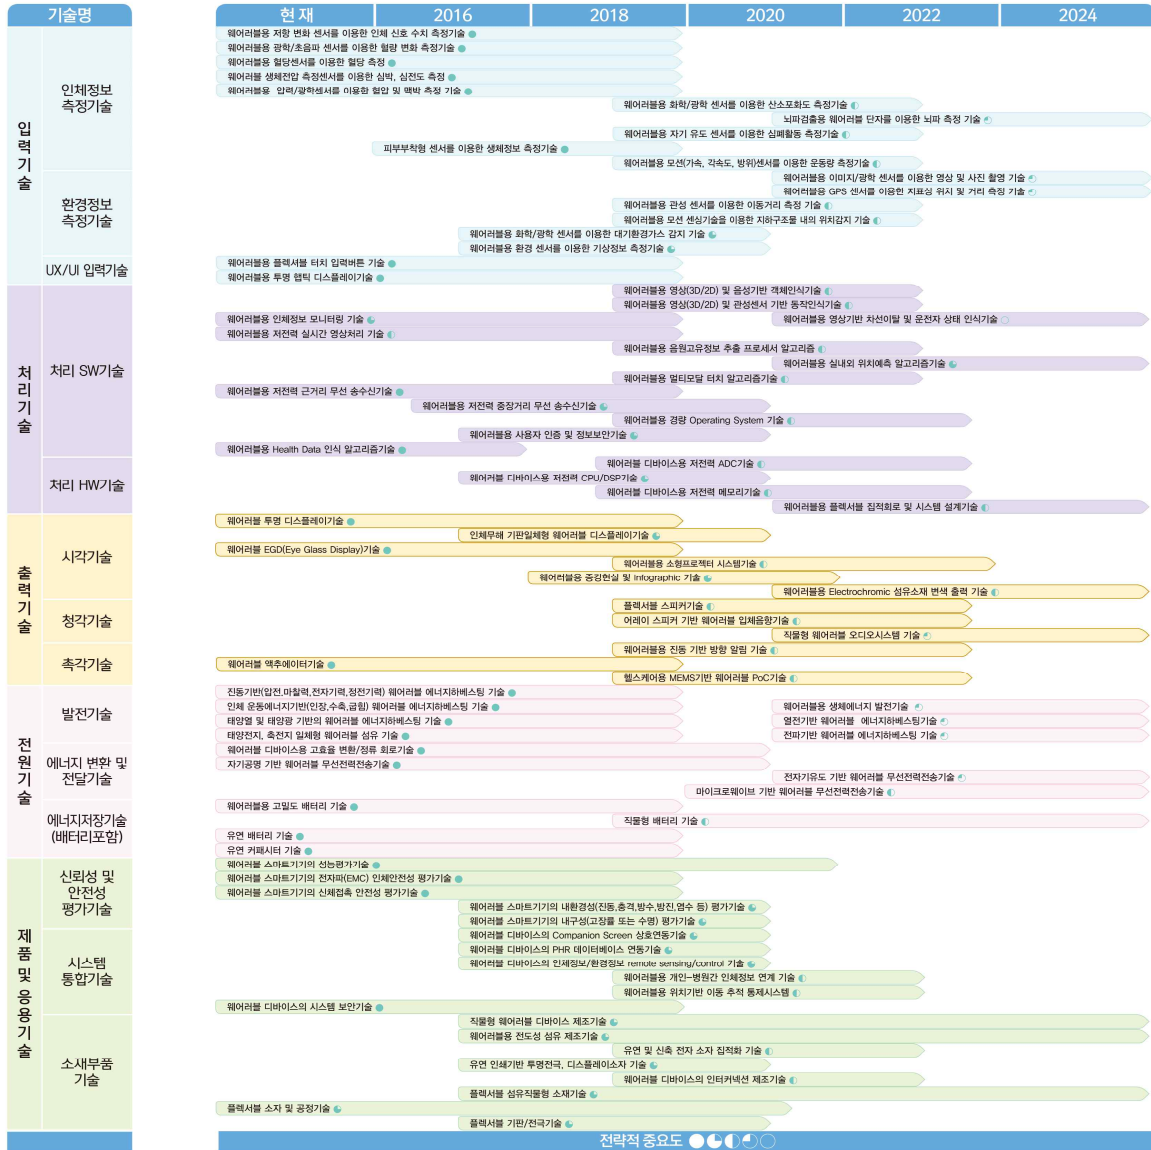 기술명
현 재
2016
2018
2020
2022
2024
입력기술
인체정보
측정기술
웨어러블용 저항 변화 센서를 이용한 인체 신호 수치 측정기술
웨어러블용 광학/초음파 센서를 이용한 혈량 변화 측정기술
웨어러블용 혈당센서를 이용한 혈당 측정
웨어러블 생체전압 측정센서를 이용한 심박, 심전도 측정
웨어러블용 압력/광학센서를 이용한 혈압 및 맥박 측정 기술
웨어러블용 화학/광학 센서를 이용한 산소포화도 측정기술
뇌파검출용 웨어러블 단자를 이용한 뇌파 측정 기술
웨어러블용 자기 유도 센서를 이용한 심폐활동 측정기술
피부부착형 센서를 이용한 생체정보 측정기술
웨어러블용 모션(가속, 각속도, 방위)센서를 이용한 운동량 측정기술
환경정보
측정기술
웨어러블용 이미지/광학 센서를 이용한 영상 및 사진 촬영 기술
웨어러블용 GPS 센서를 이용한 지표상 위치 및 거리 측정 기술
웨어러블용 관성 센서를 이용한 이동거리 측정 기술
웨어러블용 모션 센싱기술을 이용한 지하구조물 내의 위치감지 기술
웨어러블용 화학/광학 센서를 이용한 대기환경가스 감지 기술
웨어러블용 환경 센서를 이용한 기상정보 측정기술
UX/UI 입력기술
웨어러블용 플렉셔블 터치 입력버튼 기술
웨어러블용 투명 햅틱 디스플레이기술
처리기술
처리 SW기술
웨어러블용 영상(3D/2D) 및 음성기반 객체인식기술
웨어러블용 영상(3D/2D) 및 관성센서 기반 동작인식기술
웨어러블용 인체정보 모니터링 기술
웨어러블용 영상기반 차선이탈 및 운전자 상태 인식기술
웨어러블용 저전력 실시간 영상처리 기술
웨어러블용 음원고유정보 추출 프로세서 알고리즘
웨어러블용 실내외 위치예측 알고리즘기술
웨어러블용 멀티모달 터치 알고리즘기술
웨어러블용 저전력 근거리 무선 송수신기술
웨어러블용 저전력 중장거리 무선 송수신기술
웨어러블용 경량 Operating System 기술
웨어러블용 사용자 인증 및 정보보안기술
웨어러블용 Health Data 인식 알고리즘기술
처리 HW기술
웨어러블 디바이스용 저전력 ADC기술
웨어러블 디바이스용 저전력 CPU/DSP기술
웨어러블 디바이스용 저전력 메모리기술
웨어러블용 플렉서블 집적회로 및 시스템 설계기술
출력기술
시각기술
웨어러블 투명 디스플레이기술
인체무해 기판일체형 웨어러블 디스플레이기술
웨어러블 EGD(Eye Glass Display)기술
웨어러블용 소형프로젝터 시스템기술
웨어러블용 증강현실 및 Infographic 기술
웨어러블용 Electrochromic 섬유소재 변색 출력 기술
청각기술
플렉서블 스피커기술
어레이 스피커 기반 웨어러블 입체음향기술
직물형 웨어러블 오디오시스템 기술
촉각기술
웨어러블용 진동 기반 방향 알림 기술
웨어러블 액추에이터기술
헬스케어용 MEMS기반 웨어러블 PoC기술
전원기술
발전기술
진동기반(압전,마찰력,전자기력,정전기력) 웨어러블 에너지하베스팅 기술
인체 운동에너지기반(인장,수축,굽힘) 웨어러블 에너지하베스팅 기술
웨어러블용 생체에너지 발전기술
태양열 및 태양광 기반의 웨어러블 에너지하베스팅 기술
열전기반 웨어러블 에너지하베스팅기술
태양전지, 축전지 일체형 웨어러블 섬유 기술
전파기반 웨어러블 에너지하베스팅 기술
에너지 변환 및
전달기술
웨어러블 디바이스용 고효율 변환/정류 회로기술
자기공명 기반 웨어러블 무선전력전송기술
전자기유도 기반 웨어러블 무선전력전송기술
마이크로웨이브 기반 웨어러블 무선전력전송기술
에너지저장기술
(배터리포함)
웨어러블용 고밀도 배터리 기술
직물형 배터리 기술
유연 배터리 기술
유연 커패시터 기술
제품 및 응용기술
신뢰성 및
안전성
평가기술
웨어러블 스마트기기의 성능평가기술
웨어러블 스마트기기의 전자파(EMC) 인체안전성 평가기술
웨어러블 스마트기기의 신체접촉 안전성 평가기술
웨어러블 스마트기기의 내환경성(진동,충격,방수,방진,염수 등) 평가기술
웨어러블 스마트기기의 내구성(고장률 또는 수명) 평가기술
시스템
통합기술
웨어러블 디바이스의 Companion Screen 상호연동기술
웨어러블 디바이스의 PHR 데이터베이스 연동기술
웨어러블 디바이스의 인체정보/환경정보 remote sensing/control 기술
웨어러블용 개인-병원간 인체정보 연계 기술
웨어러블용 위치기반 이동 추적 통제시스템
웨어러블 디바이스의 시스템 보안기술
소새부품
기술
직물형 웨어러블 디바이스 제조기술
웨어러블용 전도성 섬유 제조기술
유연 및 신축 전자 소자 집적화 기술
유연 인쇄기반 투명전극, 디스플레이소자 기술
웨어러블 디바이스의 인터커넥션 제조기술
플렉서블 섬유직물형 소재기술
플렉서블 소자 및 공정기술
플렉서블 기판/전극기술
전략적 중요도